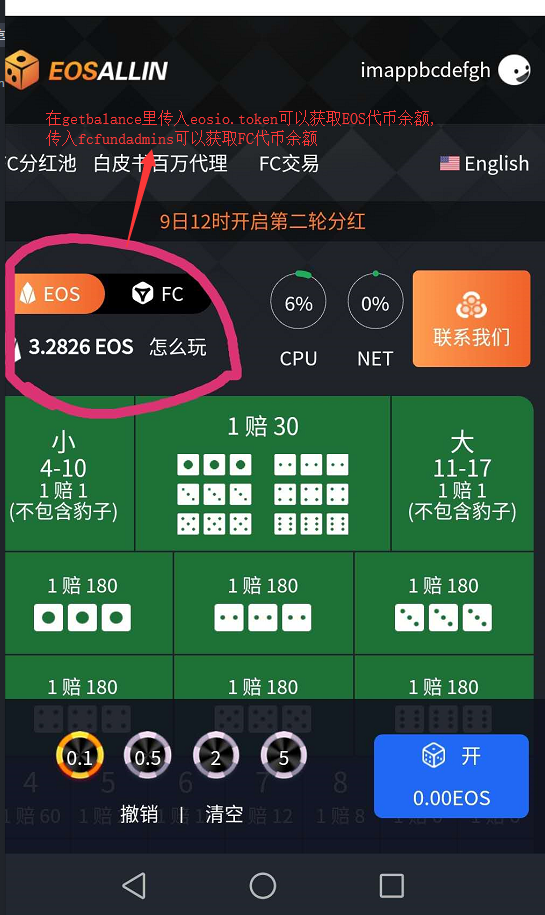 EOSALLIN
imappbcdefgh
在getbalance里传入eosio.token可以获取EOS代币余额,
传入fcfundadmins可以获取FC代币余额
FC分红池 白皮书 百万代理 FC交易 English
9日12时开启第二轮分红
EOS FC
6% 0%
3.2826 EOS 怎么玩
CPU NET
联系我们
小
4-10
1 赔 1
(不包含豹子)
1 赔 30
大
11-17
1 赔 1
(不包含豹子)
1 赔 180 1 赔 180 1 赔 180
1 赔 180 1 赔 180 1 赔 180
0.1 0.5 2 5
开
0.00EOS
4 5 6 7 8
1 赔 60 1 赔 12 1 赔 8
撤销 | 清空